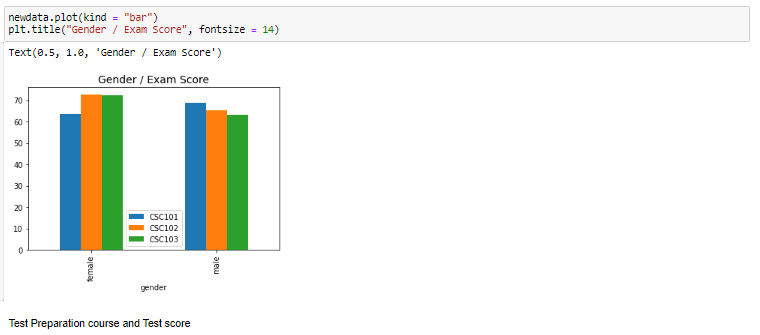 newdata.plot(kind = "bar")
plt.title("Gender / Exam Score", fontsize = 14)
Text(0.5, 1.0, 'Gender / Exam Score')
Gender / Exam Score
70
60
50
40
30
20
10
0
CSC101
CSC102
CSC103
female
male
gender
Test Preparation course and Test score